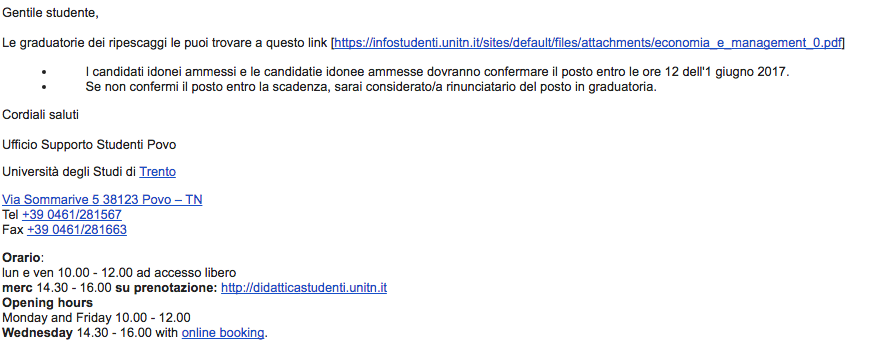 Gentile studente,
Le graduatorie dei ripescaggi le puoi trovare a questo link [https://infostudenti.unitn.it/sites/default/files/attachments/economia_e_management_0.pdf]
• I candidati idonei ammessi e le candidatie idonee ammesse dovranno confermare il posto entro le ore 12 dell'1 giugno 2017.
• Se non confermi il posto entro la scadenza, sarai considerato/a rinunciatario del posto in graduatoria.
Cordiali saluti
Ufficio Supporto Studenti Povo
Università degli Studi di Trento
Via Sommarive 5 38123 Povo – TN
Tel +39 0461/281567
Fax +39 0461/281663
Orario:
lun e ven 10.00 - 12.00 ad accesso libero
merc 14.30 - 16.00 su prenotazione: http://didatticastudenti.unitn.it
Opening hours
Monday and Friday 10.00 - 12.00
Wednesday 14.30 - 16.00 with online booking.